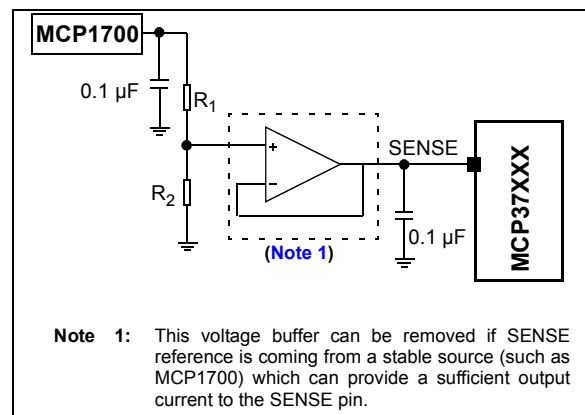 MCP1700
0.1 µF
R1
R2
+
–
SENSE
0.1 µF
MCP37XXX
(Note 1)
Note 1: This voltage buffer can be removed if SENSE
reference is coming from a stable source (such as
MCP1700) which can provide a sufficient output
current to the SENSE pin.